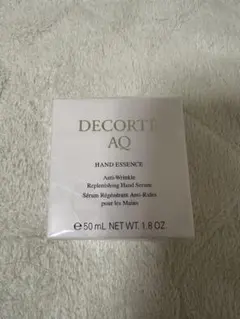 DECORTÉ
AQ
HAND ESSENCE
Anti-Wrinkle
Replenishing Hand Serum
Sérum Régénérant Anti-Rides
pour les Mains
℮50 mL NET WT. 1.8 OZ.